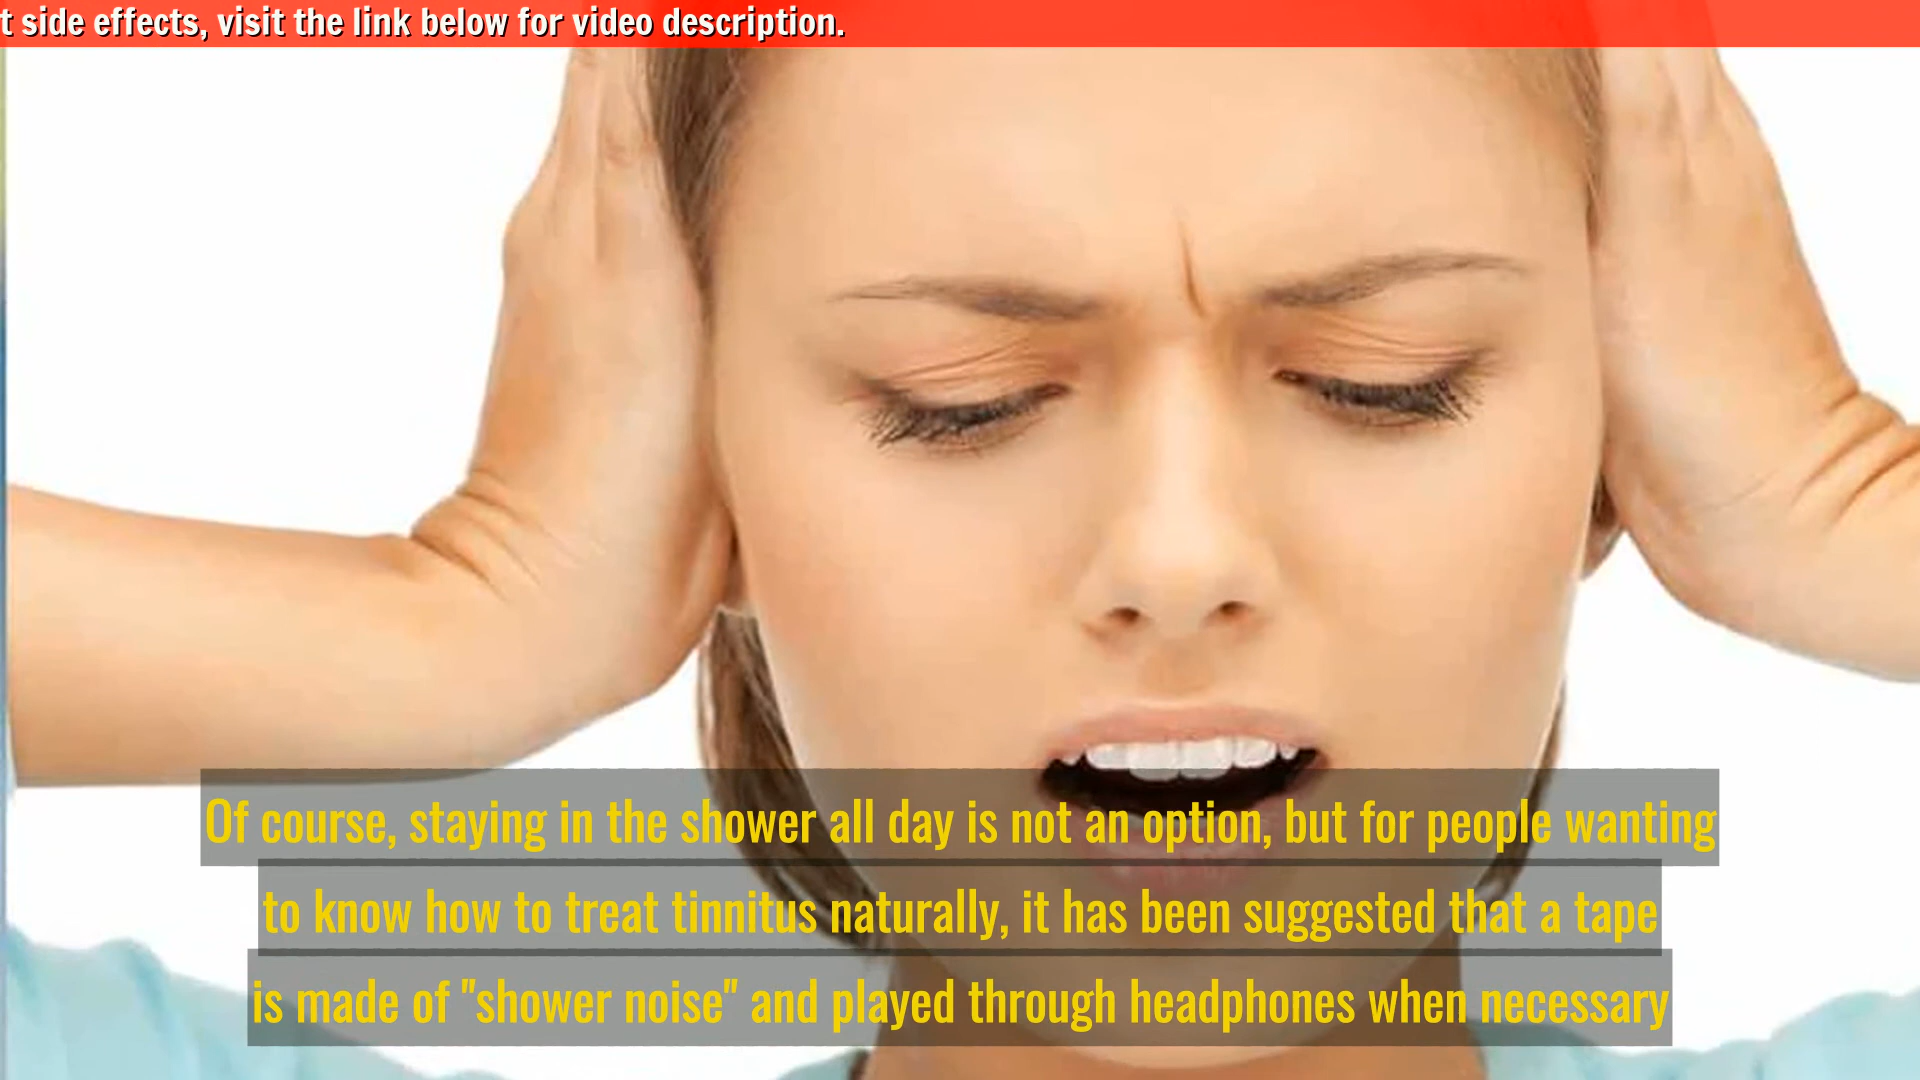 t side effects, visit the link below for video description.
Of course, staying in the shower all day is not an option, but for people wanting
to know how to treat tinnitus naturally, it has been suggested that a tape
is made of "shower noise" and played through headphones when necessary